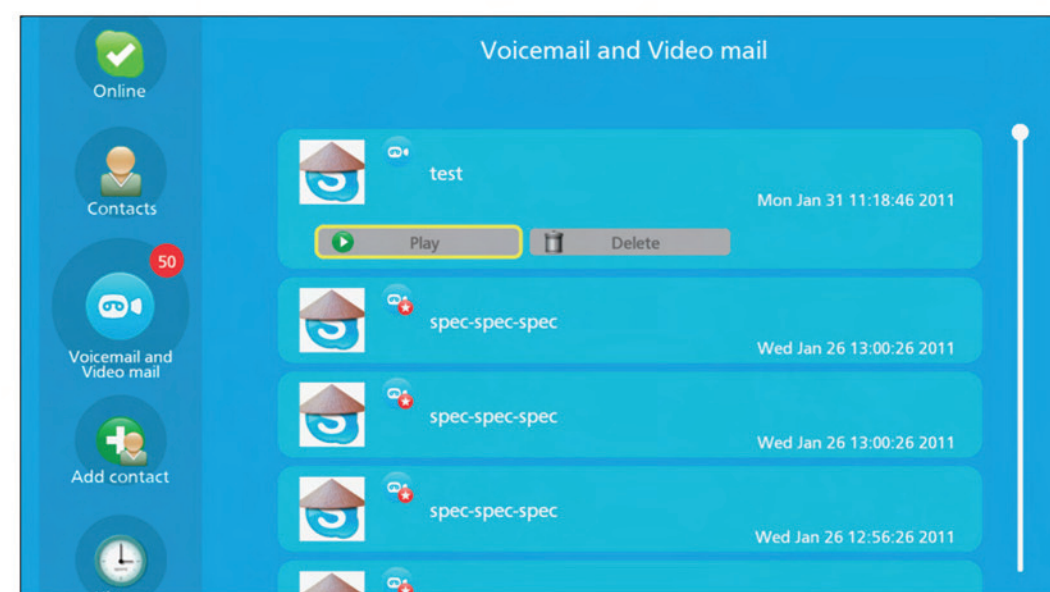 Voicemail and Video mail
Online
Contacts
50
Voicemail and
Video mail
Add contact
test
Mon Jan 31 11:18:46 2011
Play
Delete
spec-spec-spec
Wed Jan 26 13:00:26 2011
spec-spec-spec
Wed Jan 26 13:00:26 2011
spec-spec-spec
Wed Jan 26 12:56:26 2011